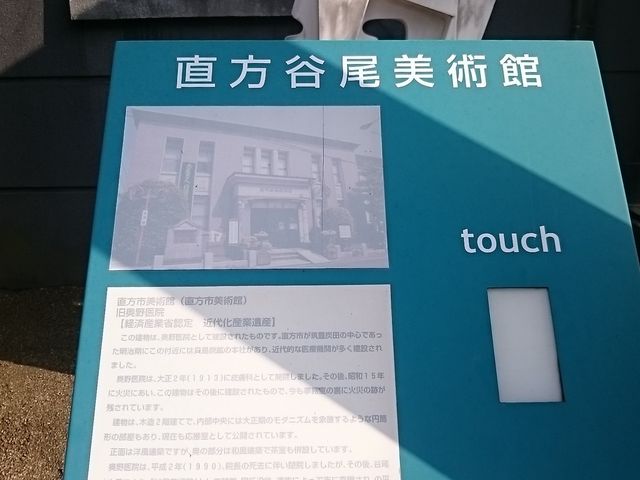 直方谷尾美術館
touch
直方市美術館（直方市美術館）
旧奥野医院
【経済産業省認定　近代化産業遺産】
この建物は、奥野医院として建設されたものです。直方市が筑豊炭田の中心であっ
た明治期にこの付近には貝島炭鉱の本社があり、近代的な医療機関が多く建設され
ました。
奥野医院は、大正２年（１９１３）に皮膚科として開院しました。その後、昭和１５年
に火災にあい、この建物はその後に建設されたもので、今も事務室の裏に火災の跡が
残されています。
建物は、木造２階建てで、内部中央には大正期のモダニズムを象徴するような円筒
形の部屋もあり、現在も応接室として公開されています。
正面は洋風建築ですが、奥の部分は和風建築で茶室も併設しています。
奥野医院は、平成２年（１９９０）、院長の死去に伴い閉院しましたが、その後、谷尾